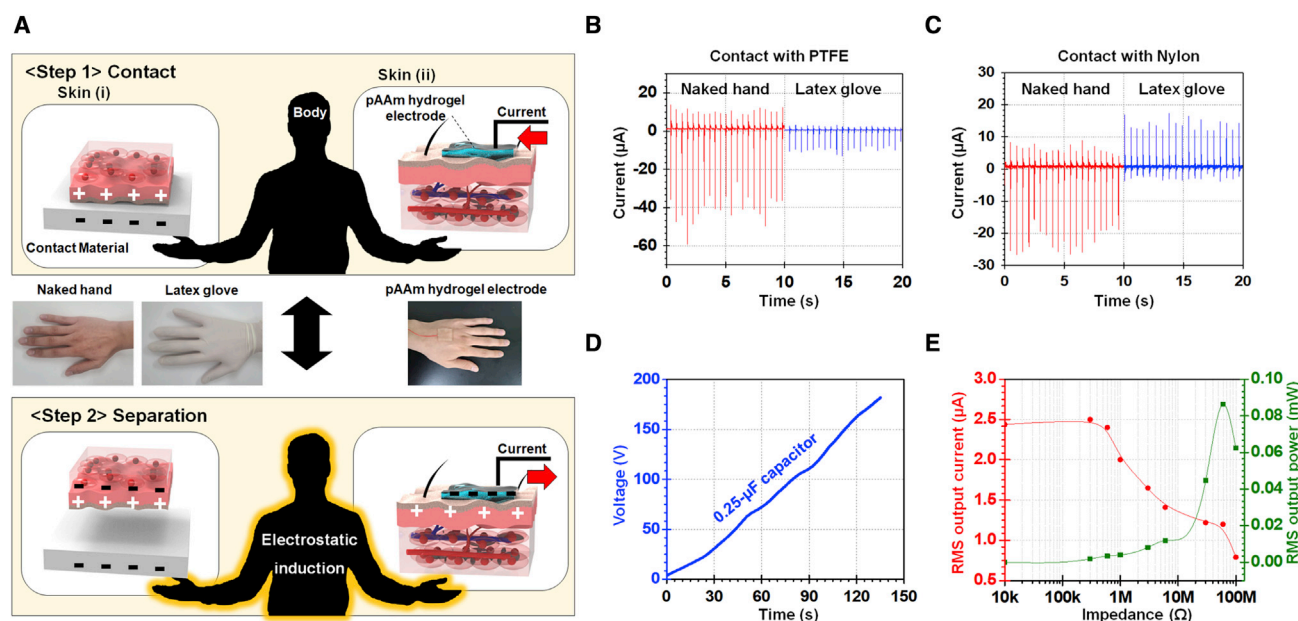 A
<Step 1> Contact
Skin (i)
Contact Material
Body
Skin (ii)
pAAm hydrogel
electrode
Current
Naked hand
Latex glove
pAAm hydrogel electrode
<Step 2> Separation
Electrostatic
induction
Current
B
Contact with PTFE
Naked hand
Latex glove
Current (µA)
20
0
-20
-40
-60
0
5
10
15
20
Time (s)
C
Contact with Nylon
Naked hand
Latex glove
Current (µA)
30
20
10
0
-10
-20
-30
0
5
10
15
20
Time (s)
D
Voltage (V)
200
150
100
50
0
0.25-µF capacitor
0
30
60
90
120
150
Time (s)
E
RMS output current (µA)
3.0
2.5
2.0
1.5
1.0
0.5
RMS output power (mW)
0.10
0.08
0.06
0.04
0.02
0.00
10k
100k
1M
10M
100M
Impedance (Ω)